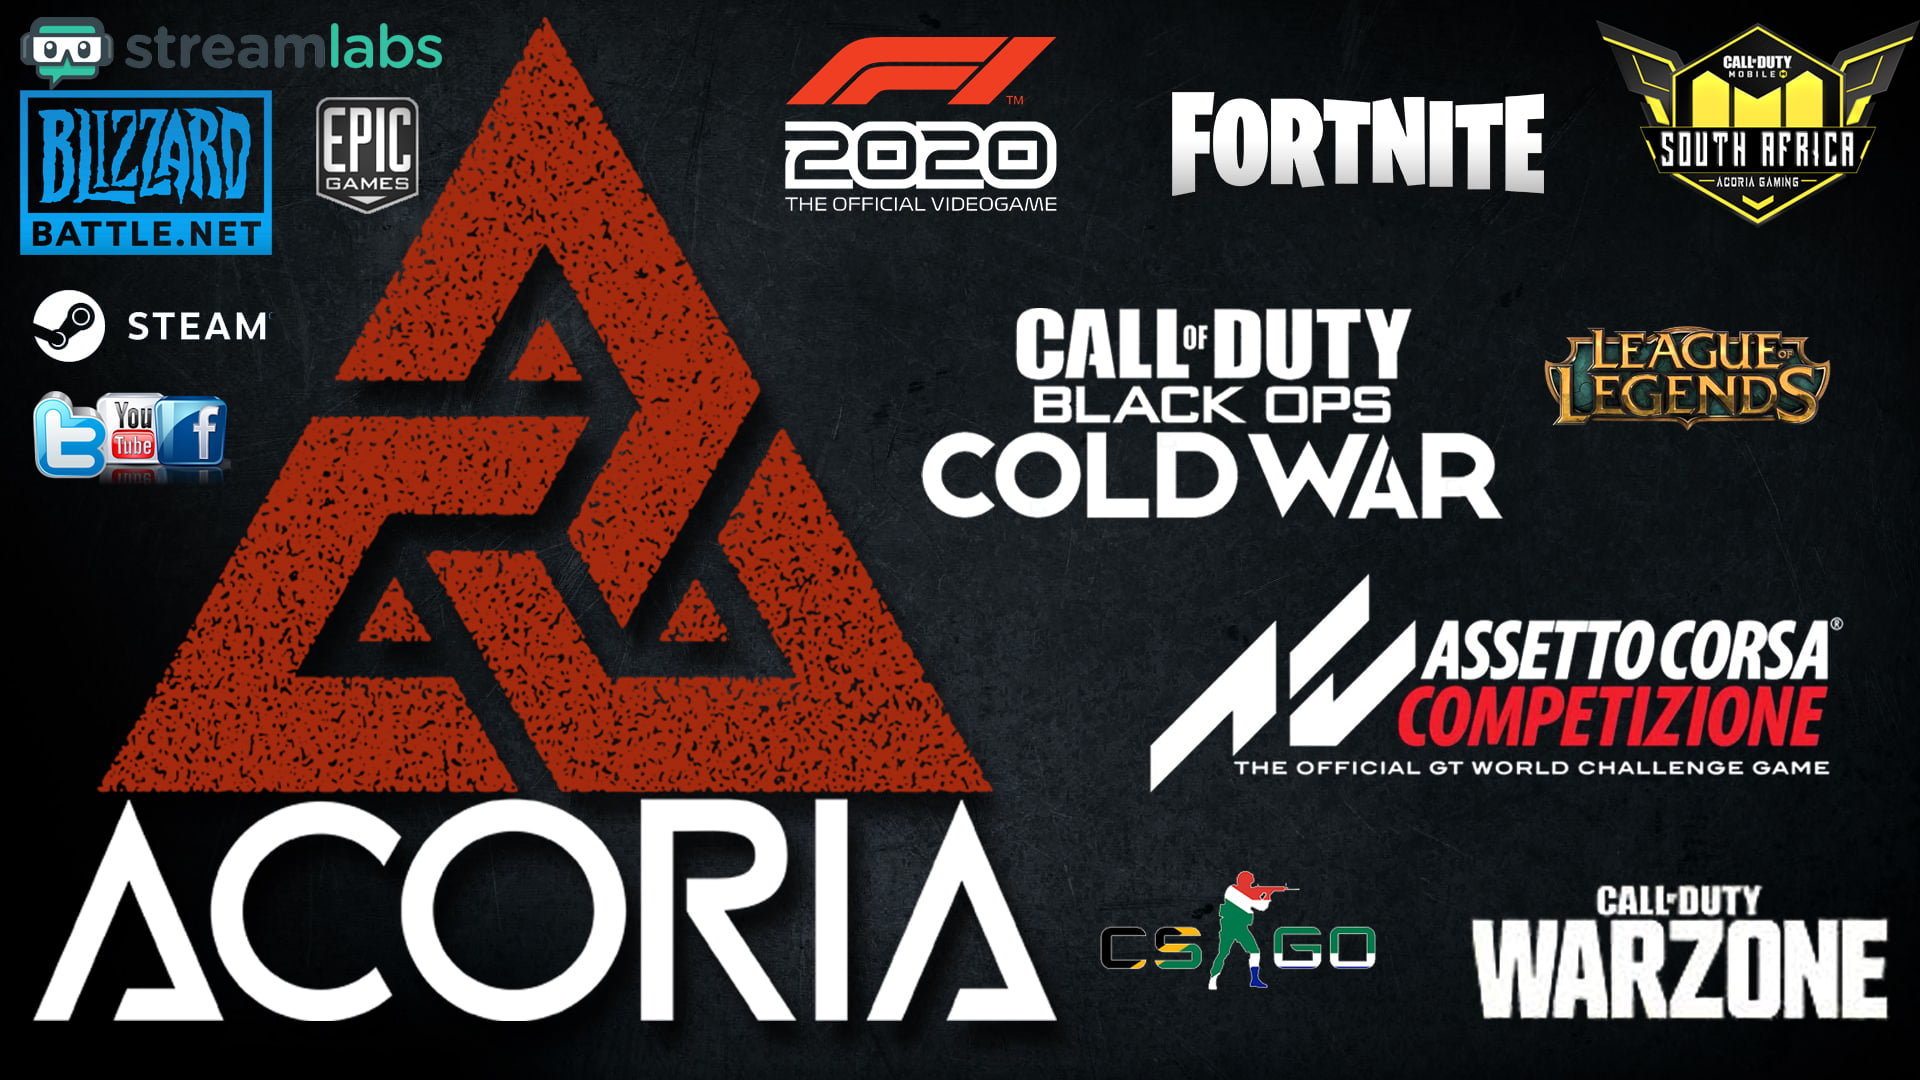 streamlabs
BLIZZARD
BATTLE.NET
EPIC
GAMES
STEAM
You
Tube
f
t
F1™
2020
THE OFFICIAL VIDEOGAME
FORTNITE
CALL OF DUTY
MOBILE
SOUTH AFRICA
ACORIA GAMING
CALL OF DUTY
BLACK OPS
COLD WAR
LEAGUE OF
LEGENDS
ASSETTO CORSA®
COMPETIZIONE
THE OFFICIAL GT WORLD CHALLENGE GAME
ACORIA
CS GO
CALL OF DUTY
WARZONE